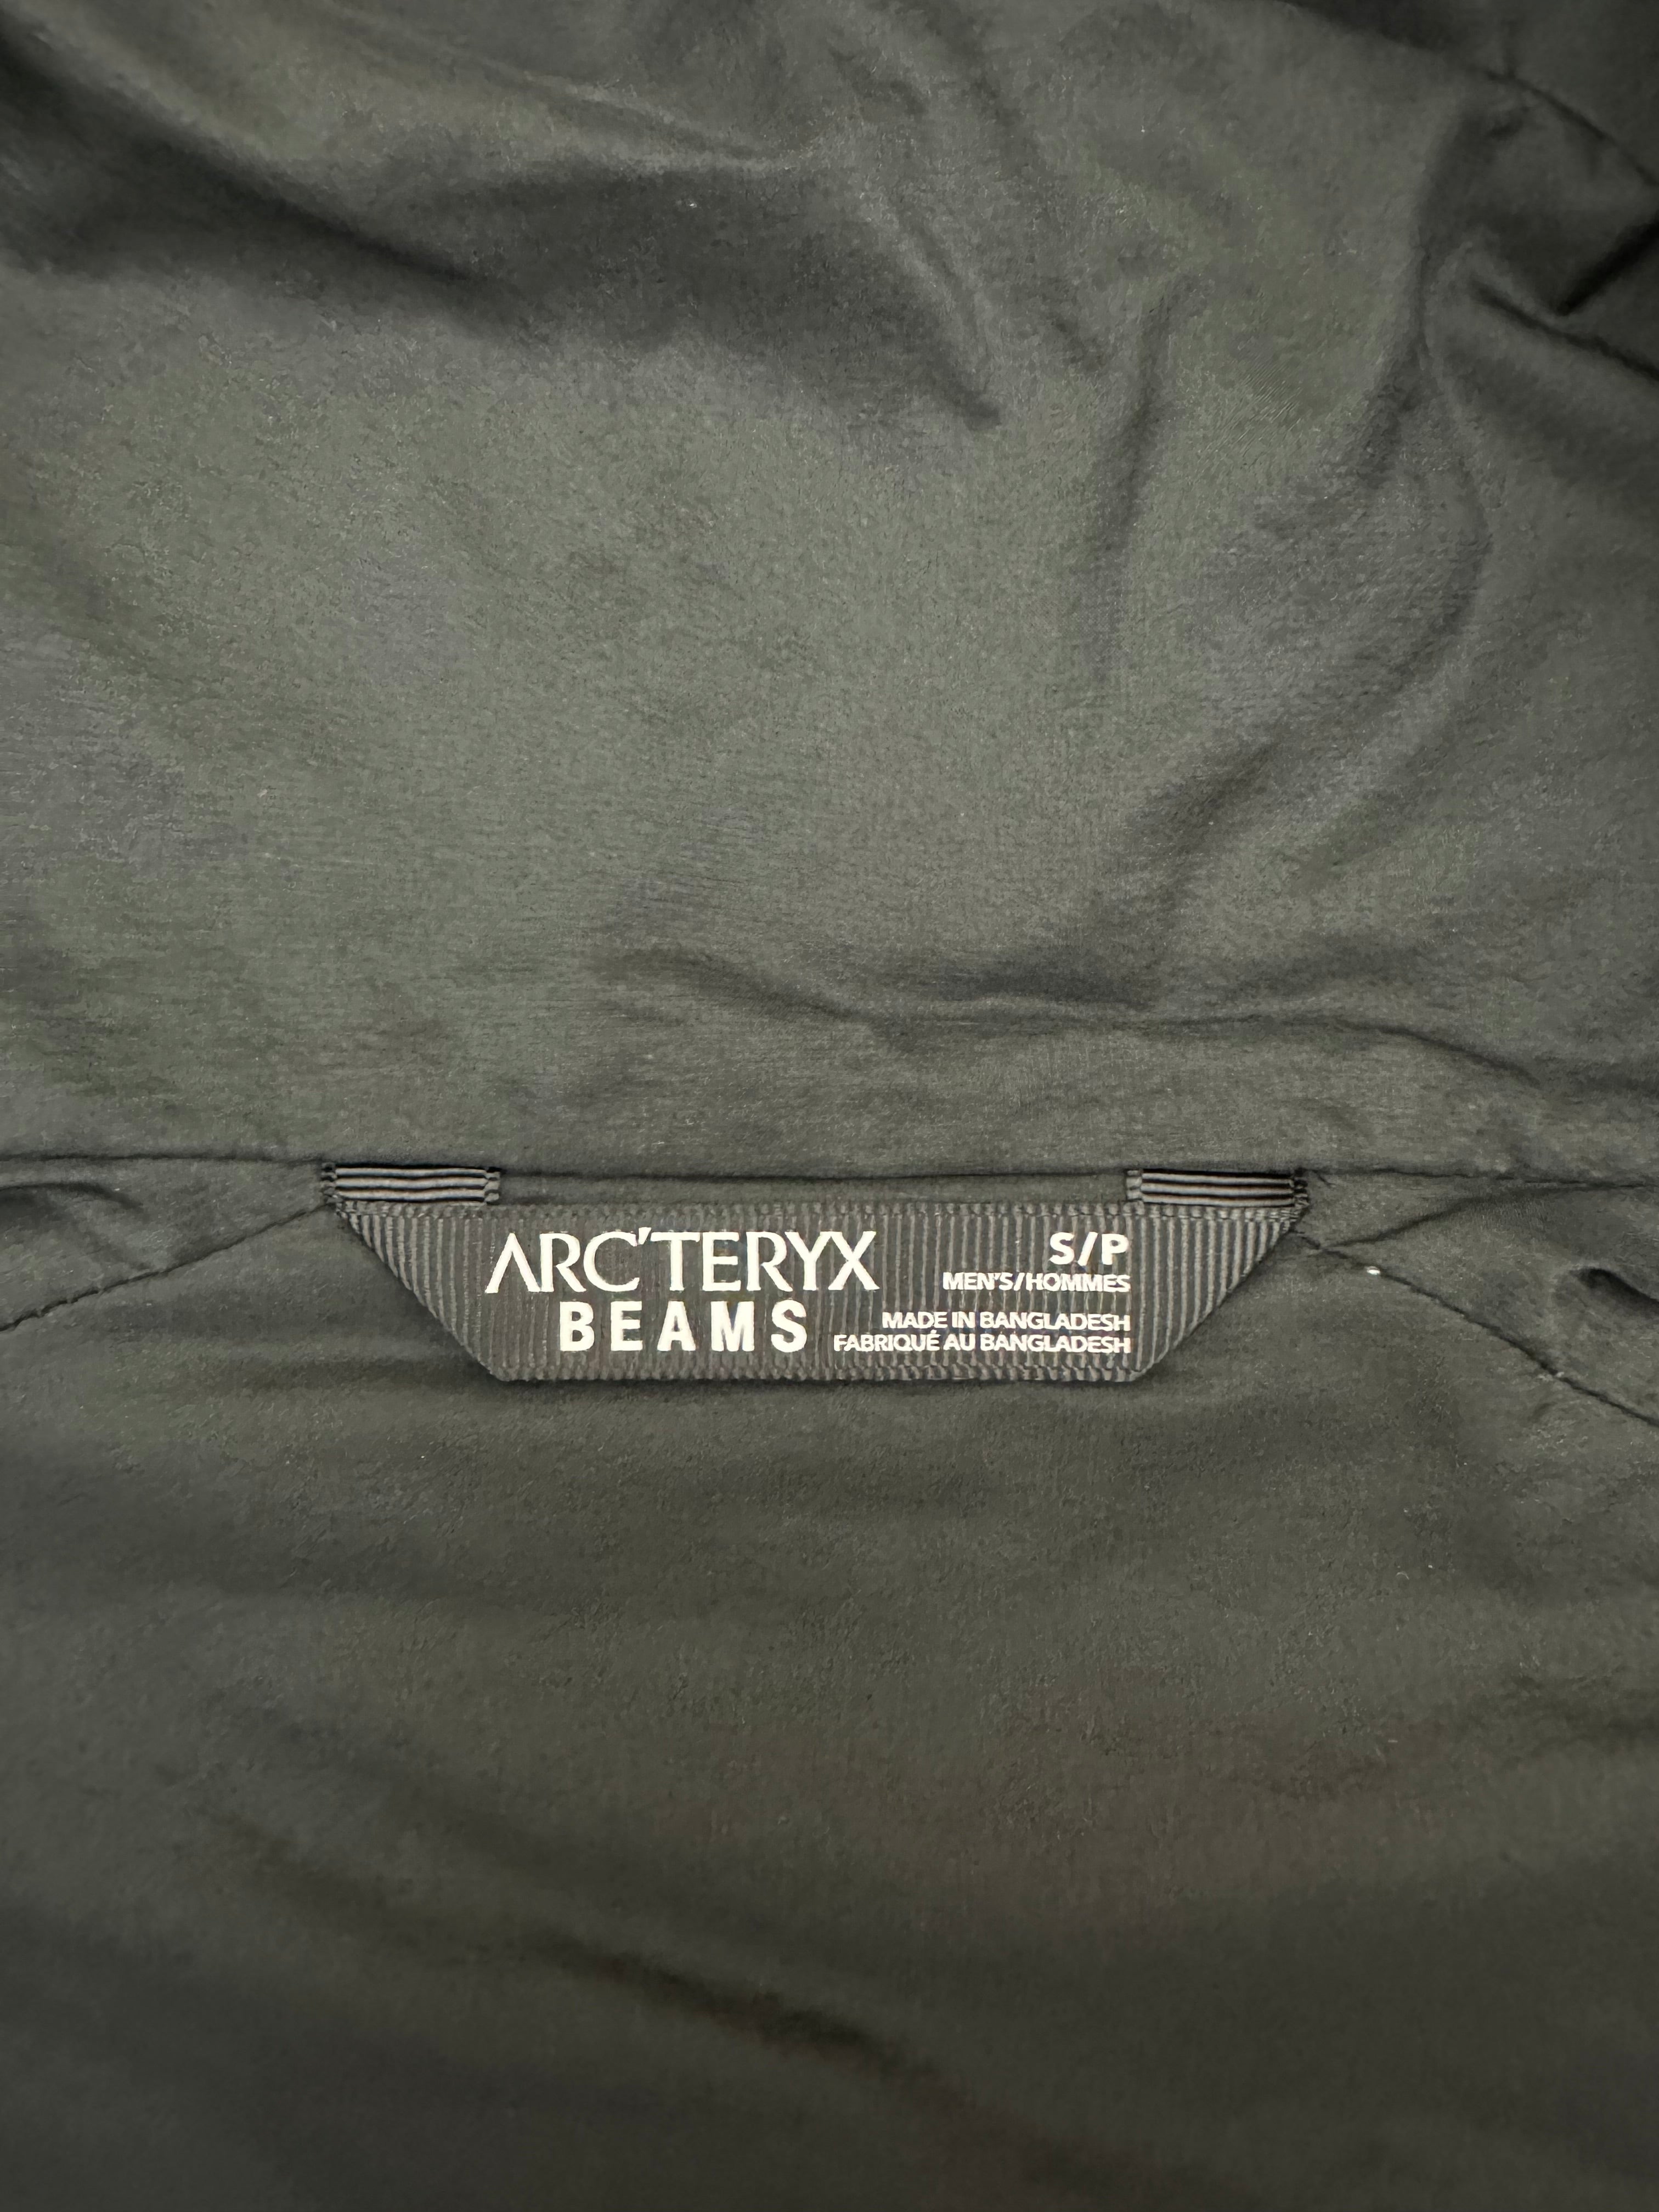 ARC'TERYX
BEAMS
S/P
MEN'S/HOMMES
MADE IN BANGLADESH
FABRIQUÉ AU BANGLADESH